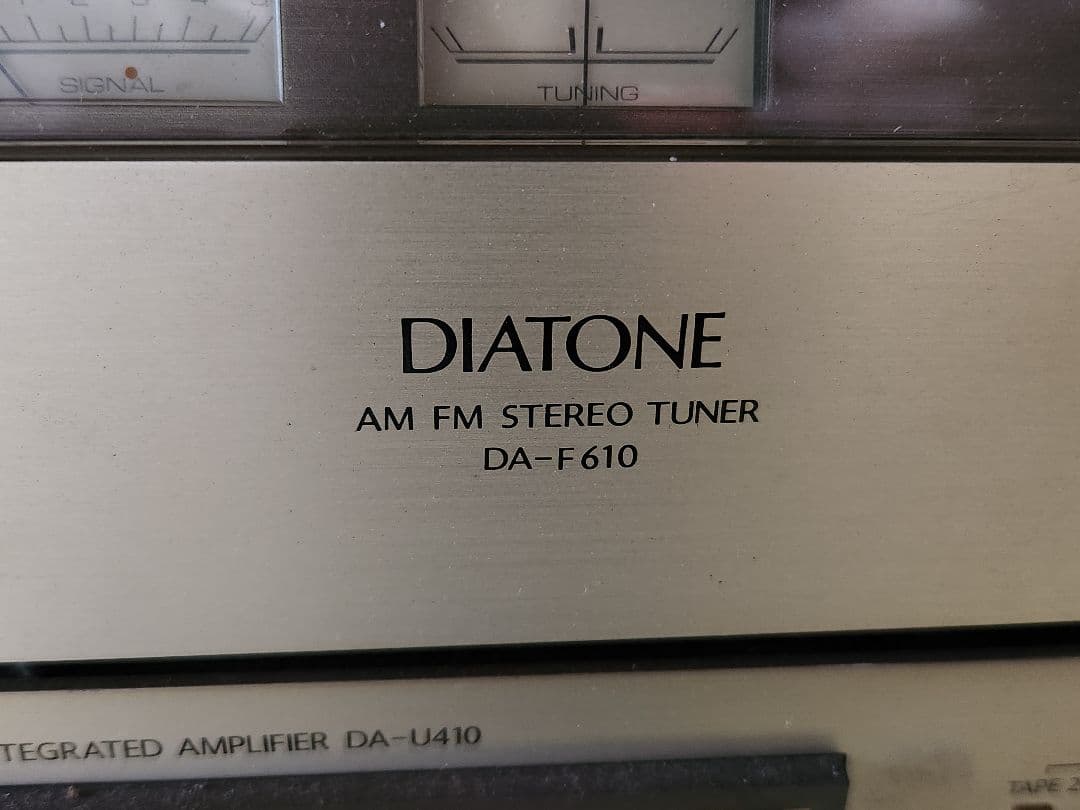 SIGNAL
TUNING
DIATONE
AM FM STEREO TUNER
DA-F610
TEGRATED AMPLIFIER DA-U410
TAPE 2